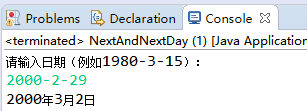 Problems Declaration Console
<terminated> NextAndNextDay (1) [Java Application
请输入日期（例如1980-3-15）：
2000-2-29
2000年3月2日